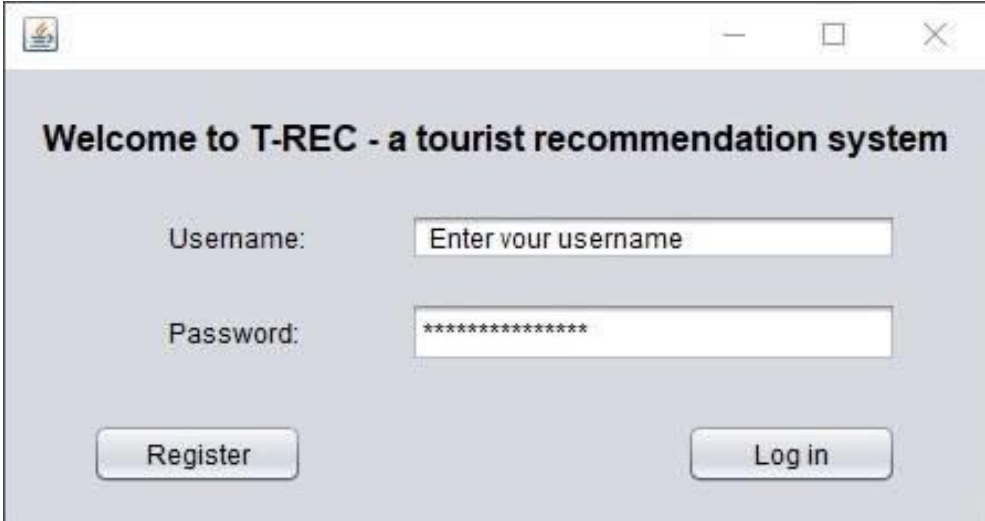 Welcome to T-REC - a tourist recommendation system
Username: Enter your username
Password: ***************
Register Log in